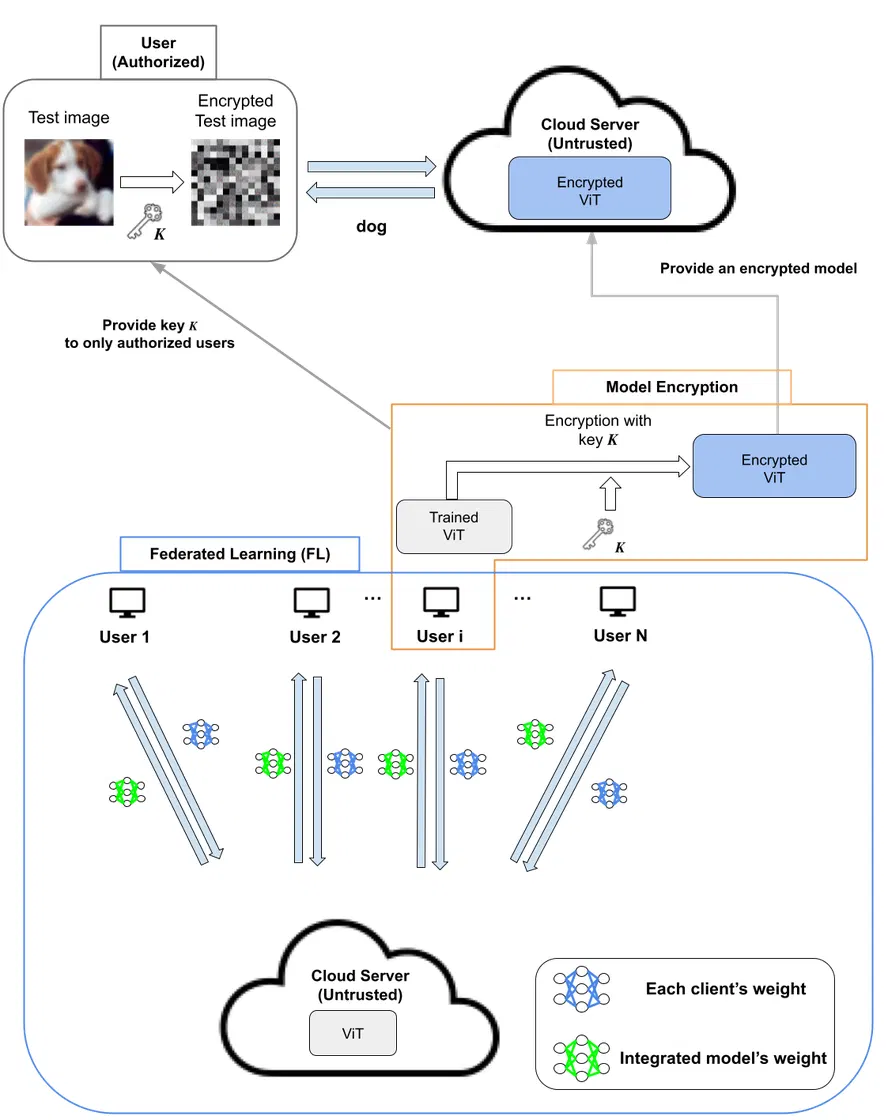 User
(Authorized)
Test image
Encrypted
Test image
K
dog
Cloud Server
(Untrusted)
Encrypted
ViT
Provide an encrypted model
Provide key K
to only authorized users
Model Encryption
Encryption with
key K
Encrypted
ViT
Trained
ViT
K
Federated Learning (FL)
...
...
User 1
User 2
User i
User N
Cloud Server
(Untrusted)
ViT
Each client's weight
Integrated model's weight